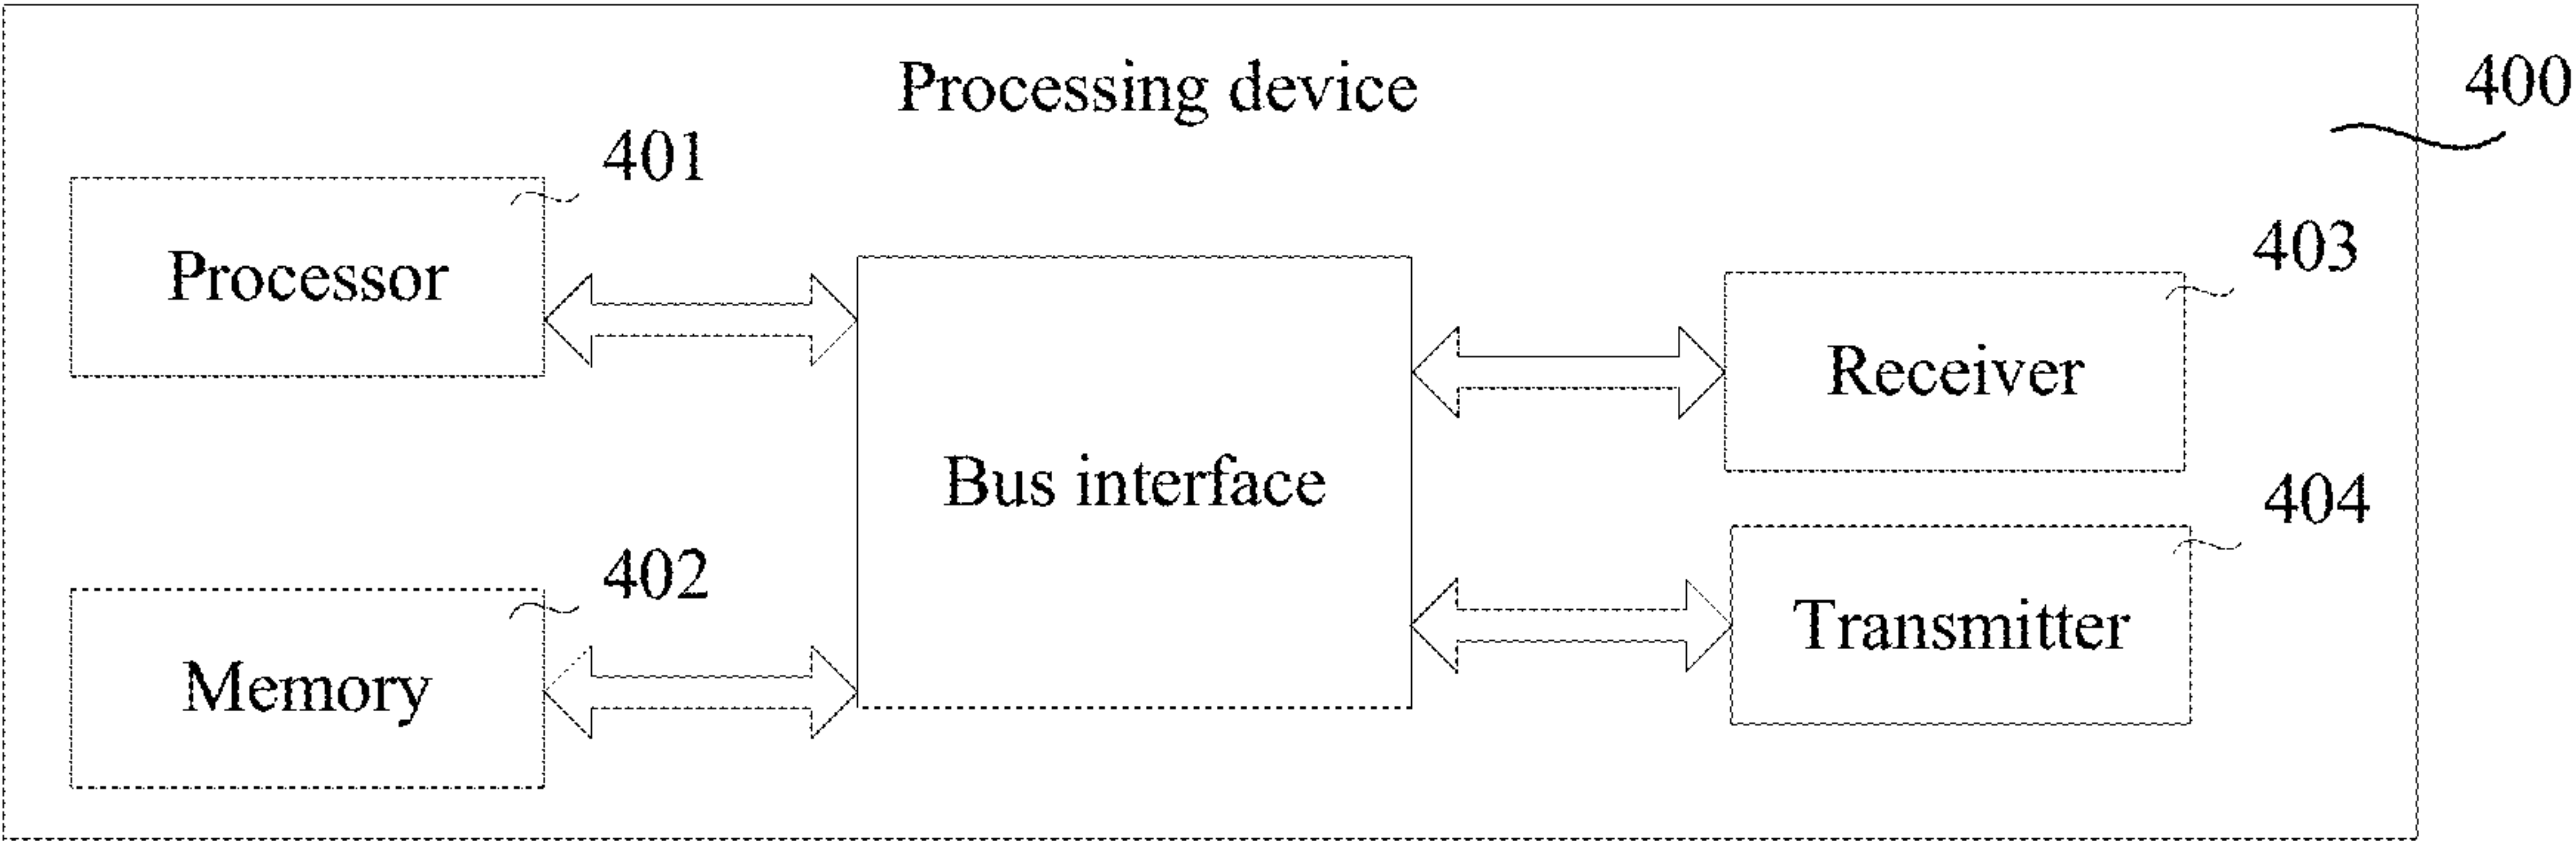 Processing device
400
401
Processor
403
Receiver
Bus interface
404
402
Transmitter
Memory